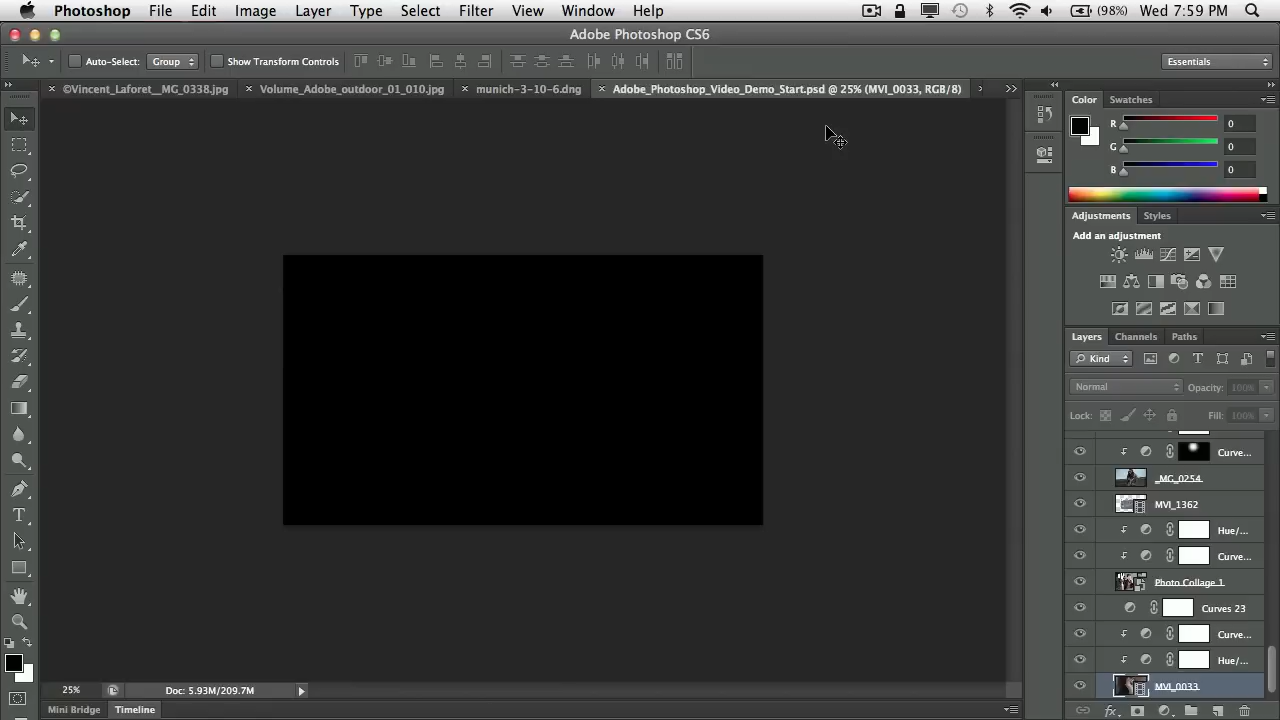 Photoshop File Edit Image Layer Type Select Filter View Window Help (98%) Wed 7:59 PM
Adobe Photoshop CS6
Auto-Select: Group Show Transform Controls Essentials
©Vincent_Laforet__MG_0338.jpg Volume_Adobe_outdoor_01_010.jpg munich-3-10-6.dng Adobe_Photoshop_Video_Demo_Start.psd @ 25% (MVI_0033, RGB/8)
Color Swatches
R 0
G 0
B 0
Adjustments Styles
Add an adjustment
Layers Channels Paths
Kind
Normal Opacity: 100%
Lock: Fill: 100%
Curve...
_MG_0254
MVI_1362
Hue/...
Curve...
Photo Collage 1
Curves 23
Curve...
Hue/...
MVI_0033
25% Doc: 5.93M/209.7M
Mini Bridge Timeline